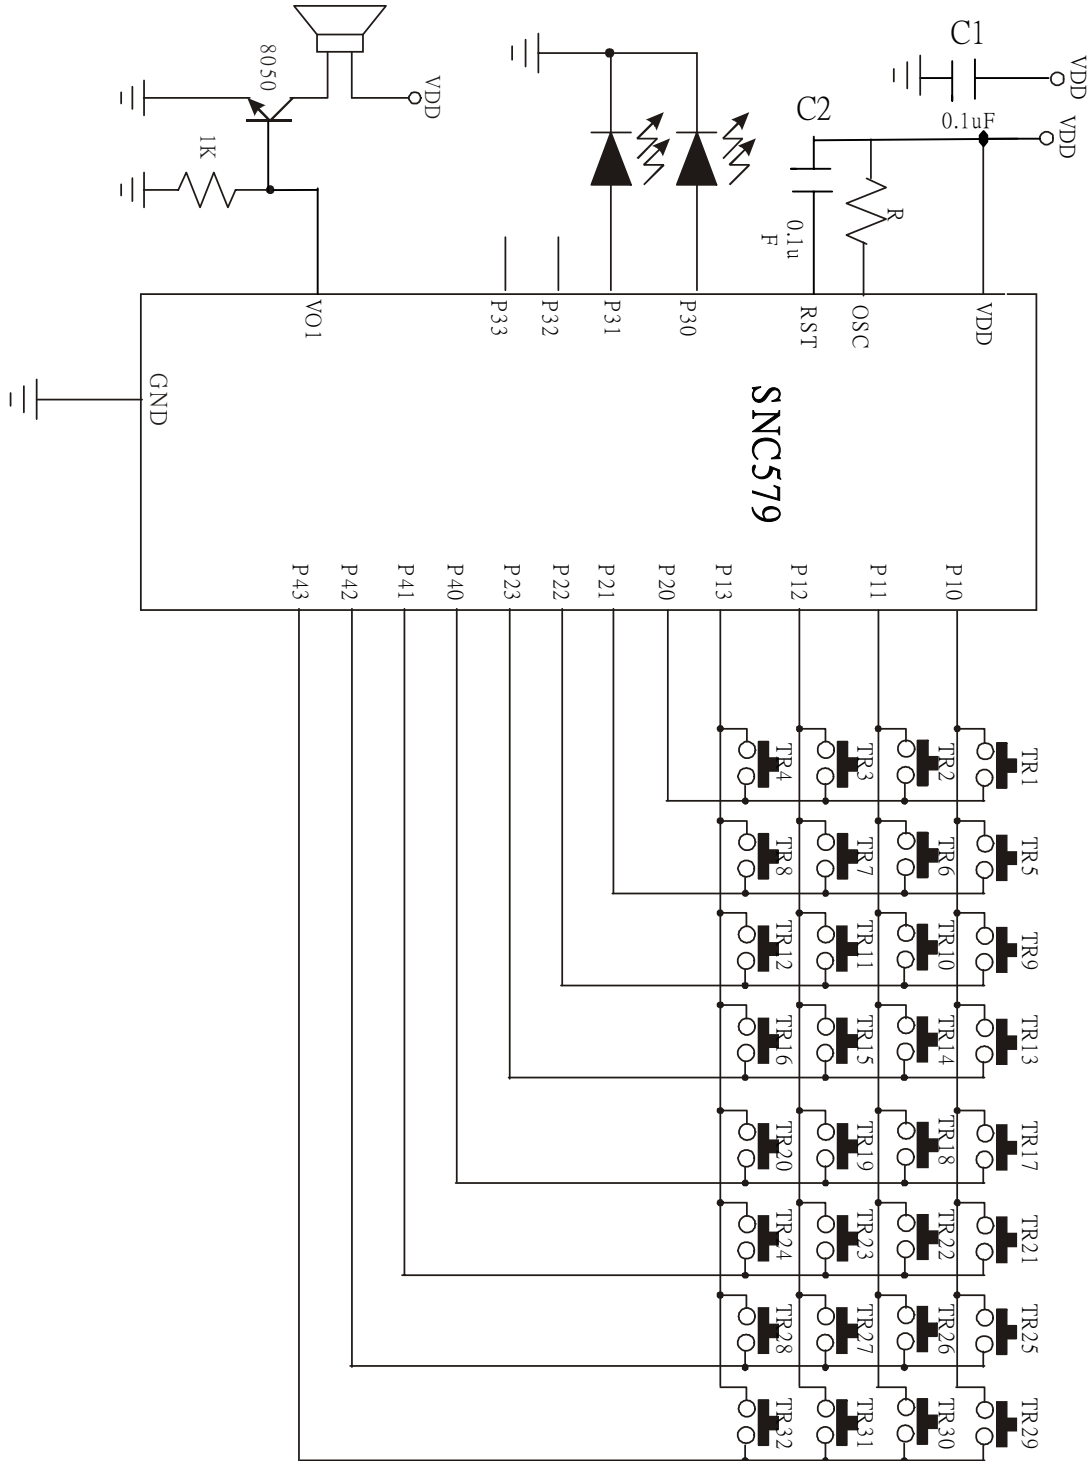 C1
VDD
0.1uF
VDD
C2
0.1u
F
R
8050
VDD
1K
VO1
P33
P32
P31
P30
RST
OSC
VDD
GND
SNC579
P43
P42
P41
P40
P23
P22
P21
P20
P13
P12
P11
P10
TR4
TR3
TR2
TR1
TR8
TR7
TR6
TR5
TR12
TR11
TR10
TR9
TR16
TR15
TR14
TR13
TR20
TR19
TR18
TR17
TR24
TR23
TR22
TR21
TR28
TR27
TR26
TR25
TR32
TR31
TR30
TR29